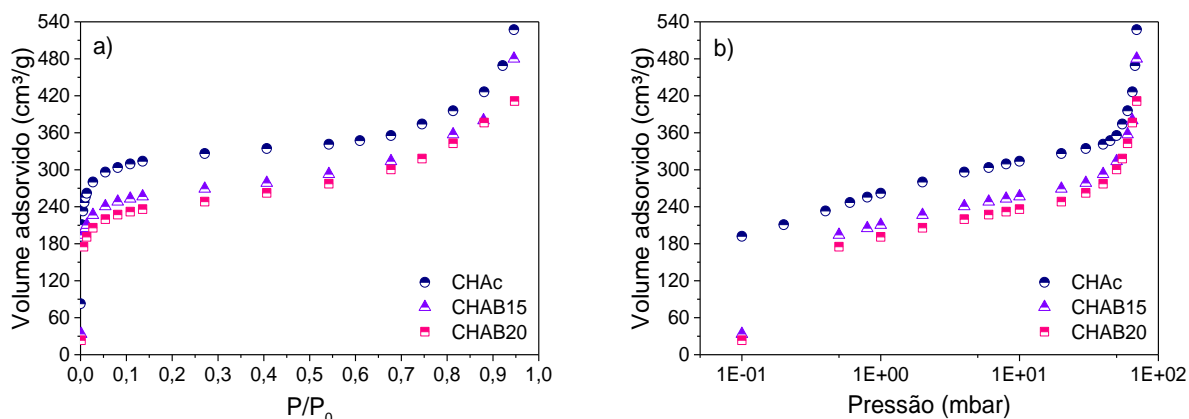 a)
Volume adsorvido (cm³/g)
540
480
420
360
300
240
180
120
60
0
CHAc
CHAB15
CHAB20
0,0 0,1 0,2 0,3 0,4 0,5 0,6 0,7 0,8 0,9 1,0
P/P0
b)
Volume adsorvido (cm³/g)
540
480
420
360
300
240
180
120
60
0
CHAc
CHAB15
CHAB20
1E-01 1E+00 1E+01 1E+02
Pressão (mbar)